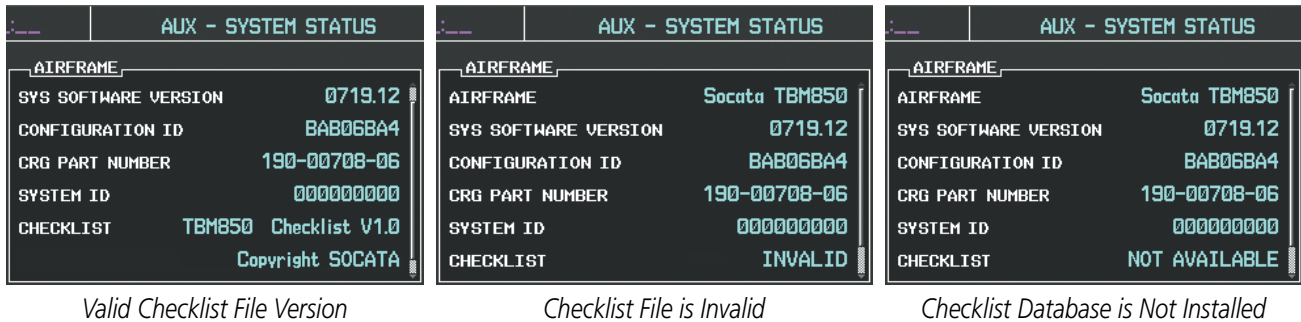 AUX - SYSTEM STATUS
AIRFRAME
SYS SOFTWARE VERSION 0719.12
CONFIGURATION ID BAB06BA4
CRG PART NUMBER 190-00708-06
SYSTEM ID 000000000
CHECKLIST TBM850 Checklist V1.0
Copyright SOCATA
Valid Checklist File Version
AUX - SYSTEM STATUS
AIRFRAME
AIRFRAME Socata TBM850
SYS SOFTWARE VERSION 0719.12
CONFIGURATION ID BAB06BA4
CRG PART NUMBER 190-00708-06
SYSTEM ID 000000000
CHECKLIST INVALID
Checklist File is Invalid
AUX - SYSTEM STATUS
AIRFRAME
AIRFRAME Socata TBM850
SYS SOFTWARE VERSION 0719.12
CONFIGURATION ID BAB06BA4
CRG PART NUMBER 190-00708-06
SYSTEM ID 000000000
CHECKLIST NOT AVAILABLE
Checklist Database is Not Installed